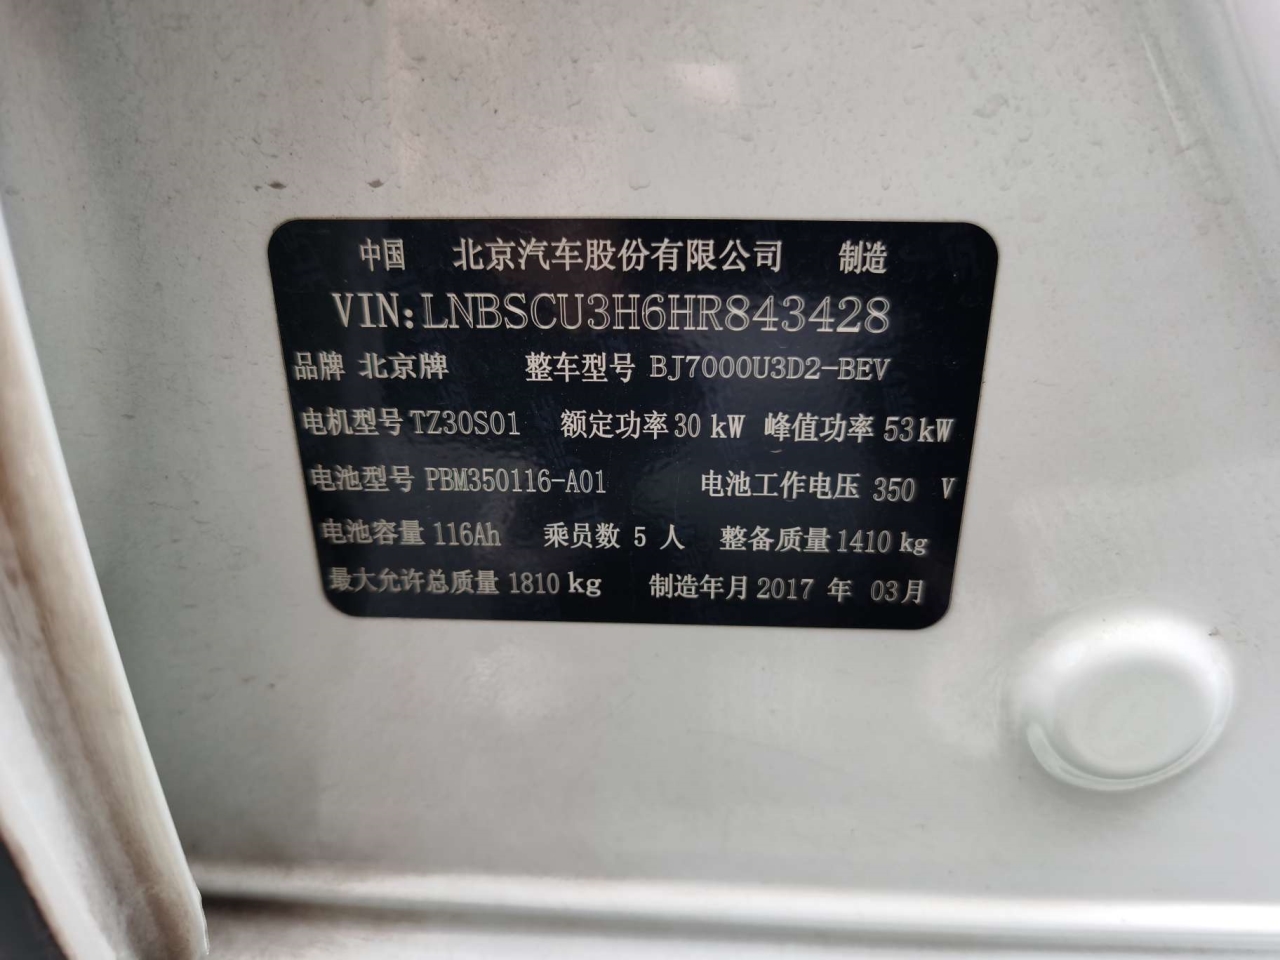 中国 北京汽车股份有限公司 制造
VIN:LNBSCU3H6HR843428
品牌 北京牌 整车型号 BJ7000U3D2-BEV
电机型号 TZ30S01 额定功率 30 kW 峰值功率 53kW
电池型号 PBM350116-A01 电池工作电压 350 V
电池容量 116Ah 乘员数 5 人 整备质量 1410 kg
最大允许总质量 1810 kg 制造年月 2017 年 03月